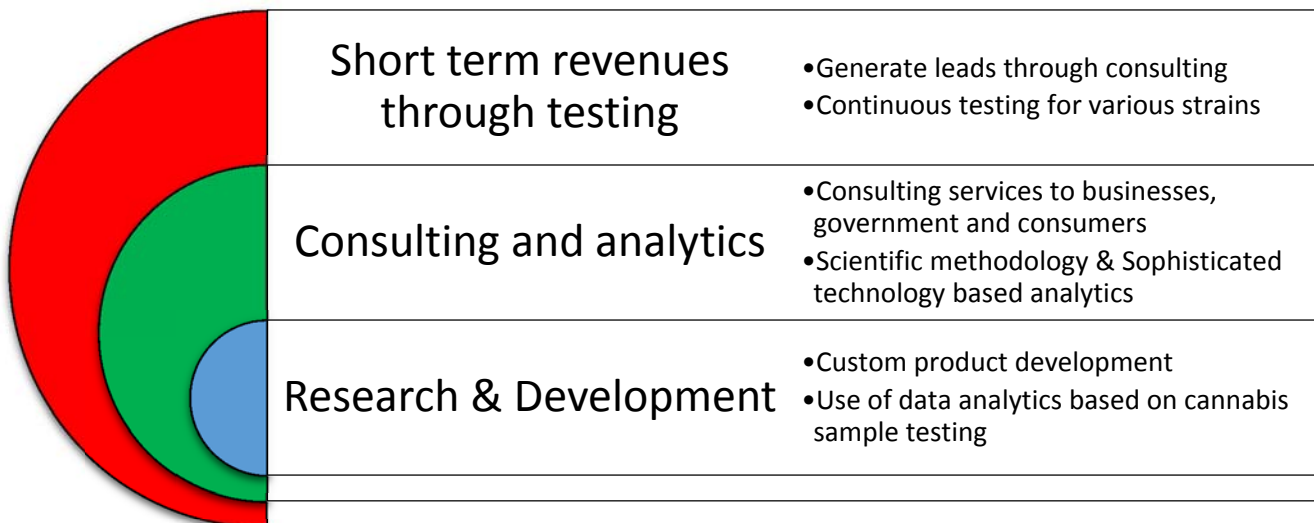 Short term revenues
through testing
•Generate leads through consulting
•Continuous testing for various strains
Consulting and analytics
•Consulting services to businesses,
government and consumers
•Scientific methodology & Sophisticated
technology based analytics
Research & Development
•Custom product development
•Use of data analytics based on cannabis
sample testing